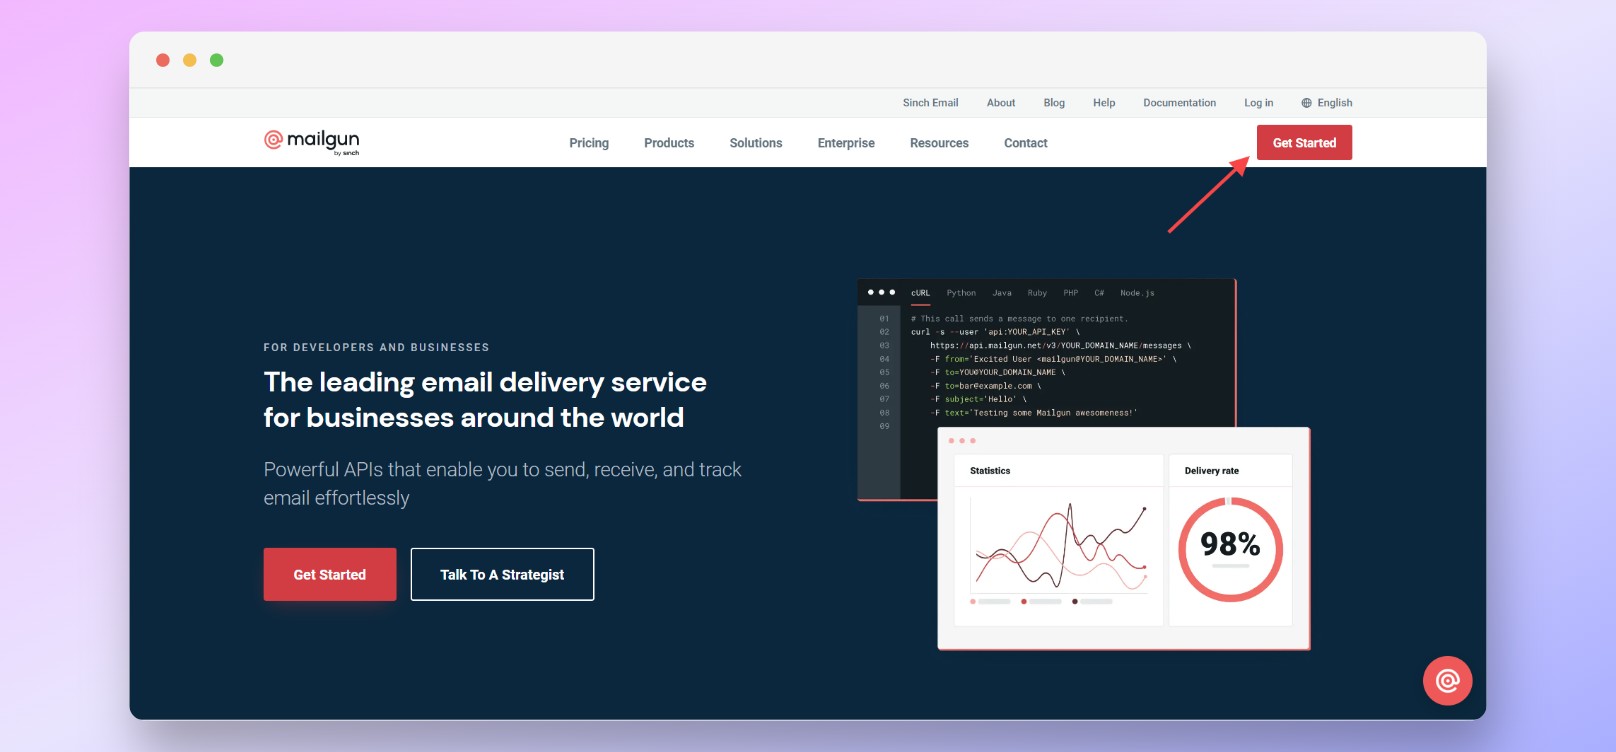 Sinch Email About Blog Help Documentation Log in English
mailgun
by sinch
Pricing Products Solutions Enterprise Resources Contact
Get Started
FOR DEVELOPERS AND BUSINESSES
The leading email delivery service
for businesses around the world
Powerful APIs that enable you to send, receive, and track
email effortlessly
Get Started
Talk To A Strategist
cURL Python Java Ruby PHP C# Node.js
01 # This call sends a message to one recipient.
02 curl -s --user 'api:YOUR_API_KEY' \
03 https://api.mailgun.net/v3/YOUR_DOMAIN_NAME/messages \
04 -F from='Excited User <mailgun@YOUR_DOMAIN_NAME>' \
05 -F to=YOU@YOUR_DOMAIN_NAME \
06 -F to=bar@example.com \
07 -F subject='Hello' \
08 -F text='Testing some Mailgun awesomeness!'
09
Statistics
Delivery rate
98%